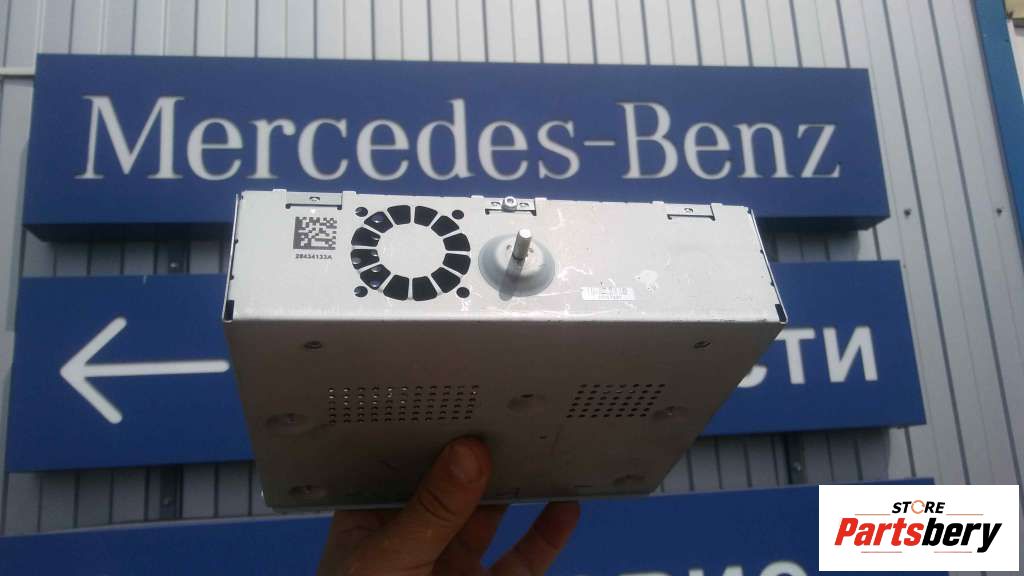 Mercedes-Benz
28434133A
СТИ
STORE
Partsbery